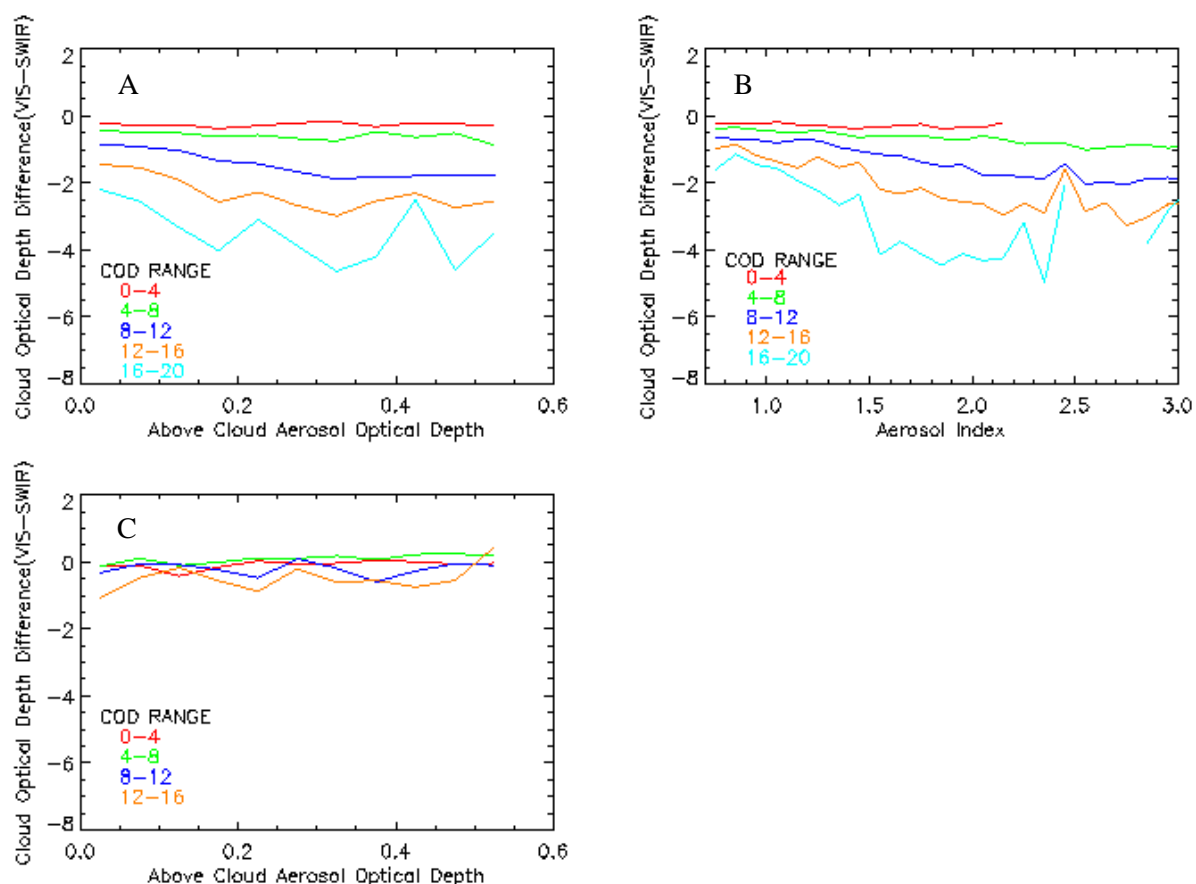 A
Cloud Optical Depth Difference(VIS−SWIR)
2
0
−2
−4
−6
−8
COD RANGE
0−4
4−8
8−12
12−16
16−20
0.0 0.2 0.4 0.6
Above Cloud Aerosol Optical Depth
B
Cloud Optical Depth Difference(VIS−SWIR)
2
0
−2
−4
−6
−8
COD RANGE
0−4
4−8
8−12
12−16
16−20
1.0 1.5 2.0 2.5 3.0
Aerosol Index
C
Cloud Optical Depth Difference(VIS−SWIR)
2
0
−2
−4
−6
−8
COD RANGE
0−4
4−8
8−12
12−16
0.0 0.2 0.4 0.6
Above Cloud Aerosol Optical Depth